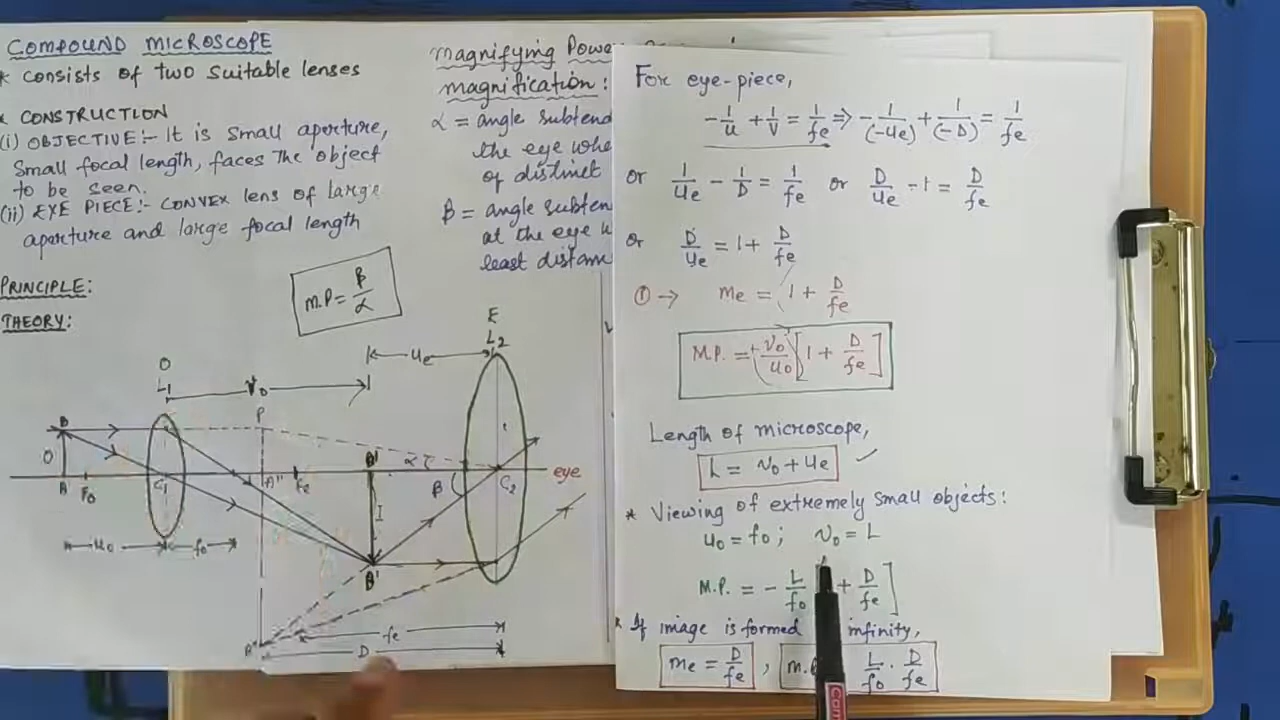 COMPOUND MICROSCOPE
* Consists of two suitable lenses
* CONSTRUCTION
(i) OBJECTIVE:- It is small aperture,
small focal length, faces the object
to be seen.
(ii) EYE PIECE:- CONVEX lens of large
aperture and large focal length
PRINCIPLE:
THEORY:
M.P = β/α
Magnifying Powe
magnification:
α = angle subtend
the eye whe
of distinct
β = angle subten
at the eye
least distan
O
L₁
E
L₂
v₀
uₑ
B
P
O
A
F₀
C₁
A"
Fₑ
A'
α
β
C₂
eye
I
u₀
f₀
B'
B"
fₑ
D
For eye-piece,
-1/u + 1/v = 1/fe ⇒ -1/(-ue) + 1/(-D) = 1/fe
or 1/ue - 1/D = 1/fe or D/ue - 1 = D/fe
or D/ue = 1 + D/fe
① → me = 1 + D/fe
M.P. = + v₀/u₀ [1 + D/fe]
Length of microscope,
L = v₀ + ue ✓
* Viewing of extremely small objects:
u₀ = f₀; v₀ = L
M.P. = - L/f₀ + D/fe]
* If image is formed infinity,
me = D/fe , M. L/f₀ . D/fe